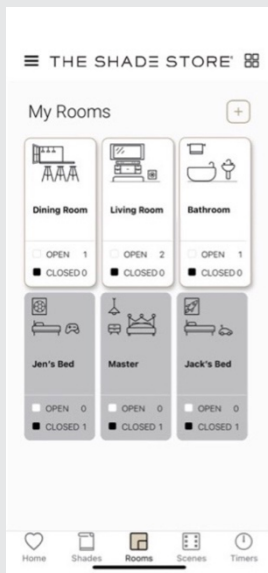 THE SHADE STORE®
My Rooms
Dining Room
OPEN 1
CLOSED 0
Living Room
OPEN 2
CLOSED 0
Bathroom
OPEN 1
CLOSED 0
Jen's Bed
OPEN 0
CLOSED 1
Master
OPEN 0
CLOSED 1
Jack's Bed
OPEN 0
CLOSED 1
Home Shades Rooms Scenes Timers